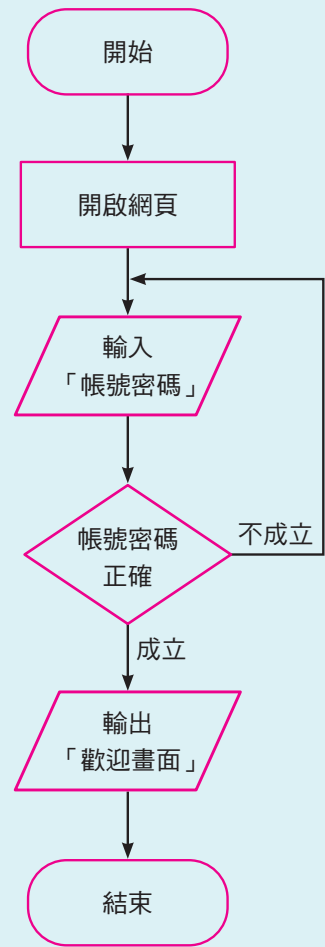 開始
開啟網頁
輸入
「帳號密碼」
帳號密碼
正確
不成立
成立
輸出
「歡迎畫面」
結束